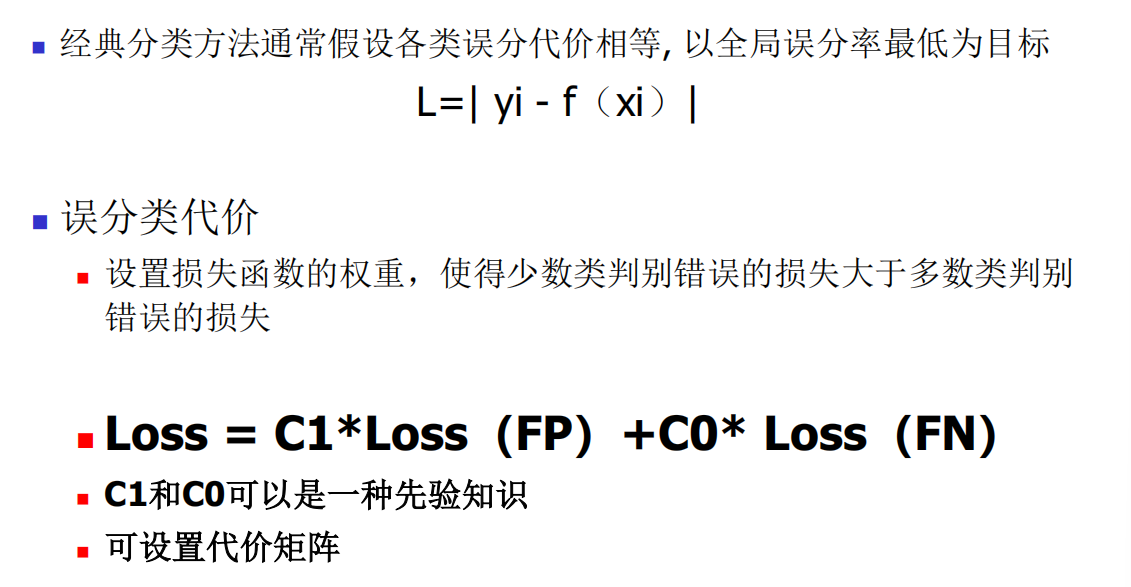 经典分类方法通常假设各类误分代价相等, 以全局误分率最低为目标
L=| yi - f（xi）|
误分类代价
设置损失函数的权重，使得少数类判别错误的损失大于多数类判别
错误的损失
Loss = C1*Loss（FP）+C0* Loss（FN）
C1和C0可以是一种先验知识
可设置代价矩阵